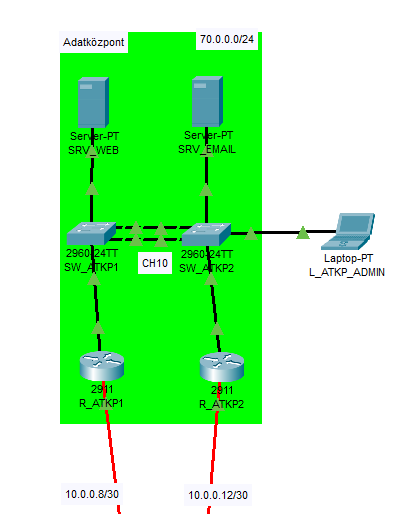 Adatközpont
70.0.0.0/24
Server-PT
SRV_WEB
Server-PT
SRV_EMAIL
2960-24TT
SW_ATKP1
CH10
2960-24TT
SW_ATKP2
Laptop-PT
L_ATKP_ADMIN
2911
R_ATKP1
2911
R_ATKP2
10.0.0.8/30
10.0.0.12/30